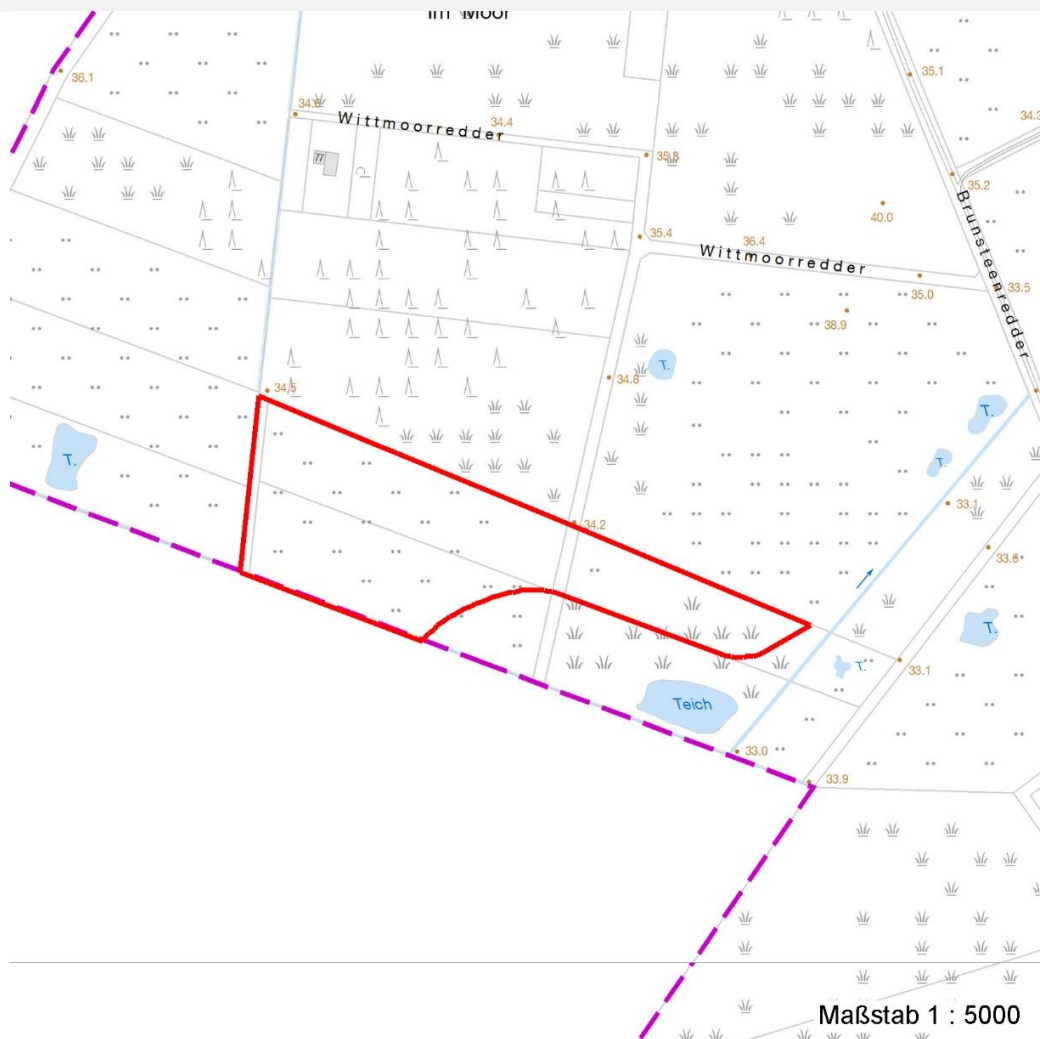 Im Moor
36.1
35.1
34.8
Wittmoorredder
34.4
34.3
77
35.3
35.2
40.0
Brunsteenredder
35.4
36.4
Wittmoorredder
35.0
33.5
38.9
T.
34.8
34.5
T.
T.
T.
33.1
34.2
33.6
T.
T.
33.1
Teich
33.0
33.9
Maßstab 1 : 5000